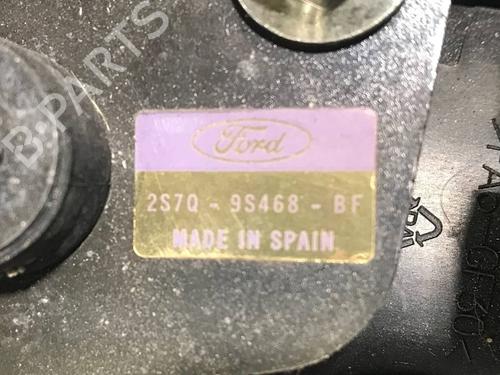 B-PARTS
Ford
2S7Q - 9S468 - BF
MADE IN SPAIN